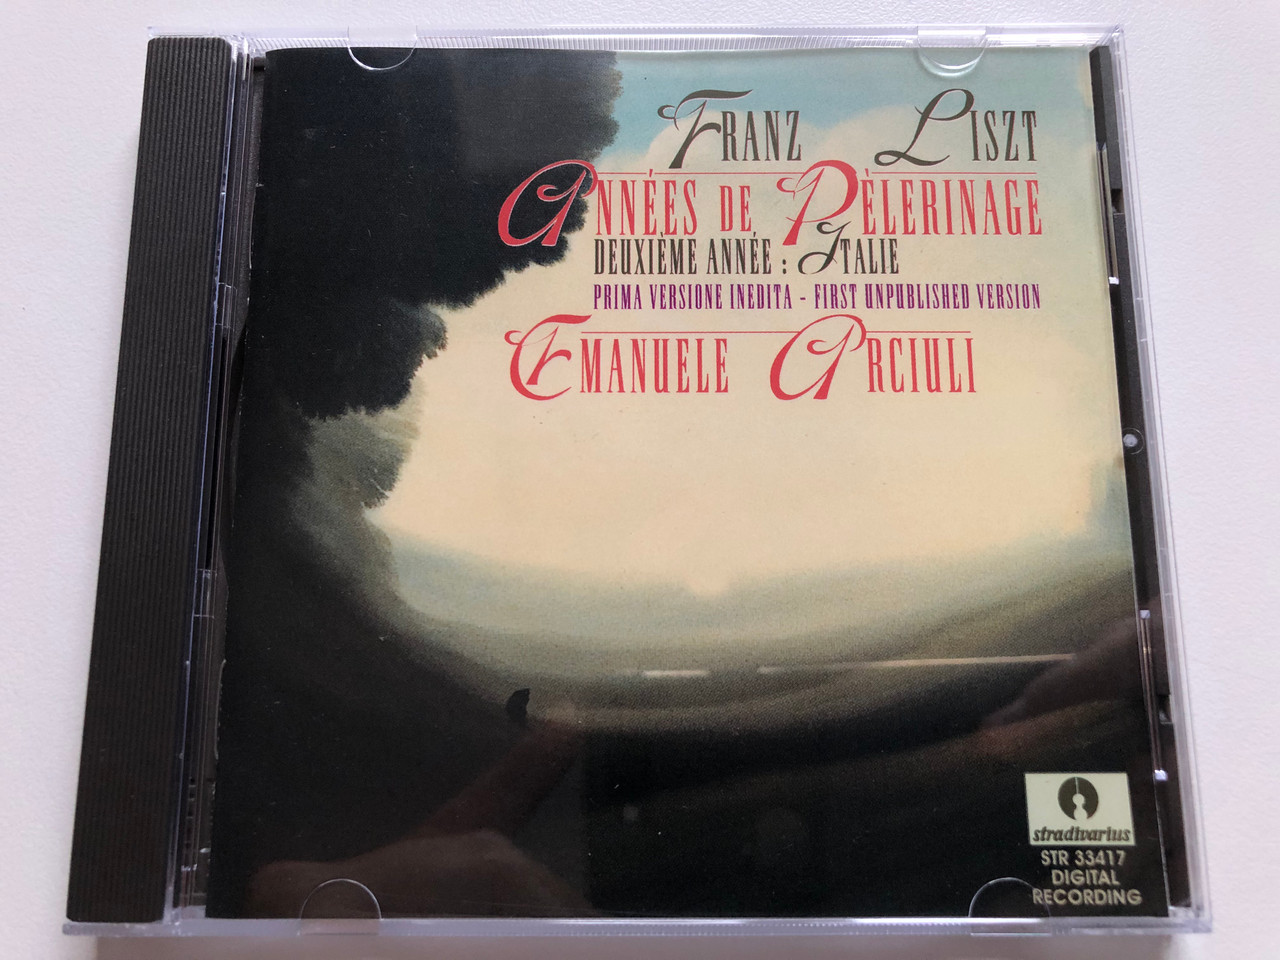 FRANZ LISZT
ANNÉES DE PÈLERINAGE
DEUXIÈME ANNÉE : ITALIE
PRIMA VERSIONE INEDITA - FIRST UNPUBLISHED VERSION
EMANUELE ARCIULI
stradivarius
STR 33417
DIGITAL
RECORDING